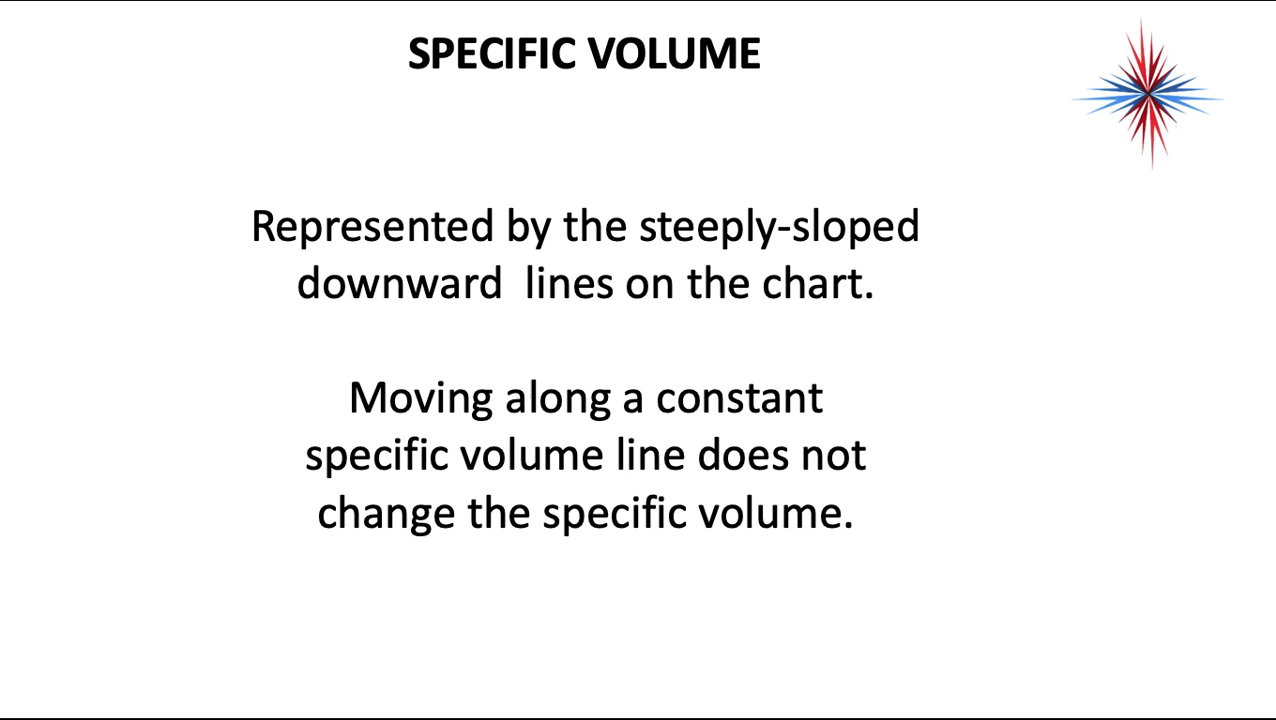 SPECIFIC VOLUME
Represented by the steeply-sloped
downward  lines on the chart.
Moving along a constant
specific volume line does not
change the specific volume.